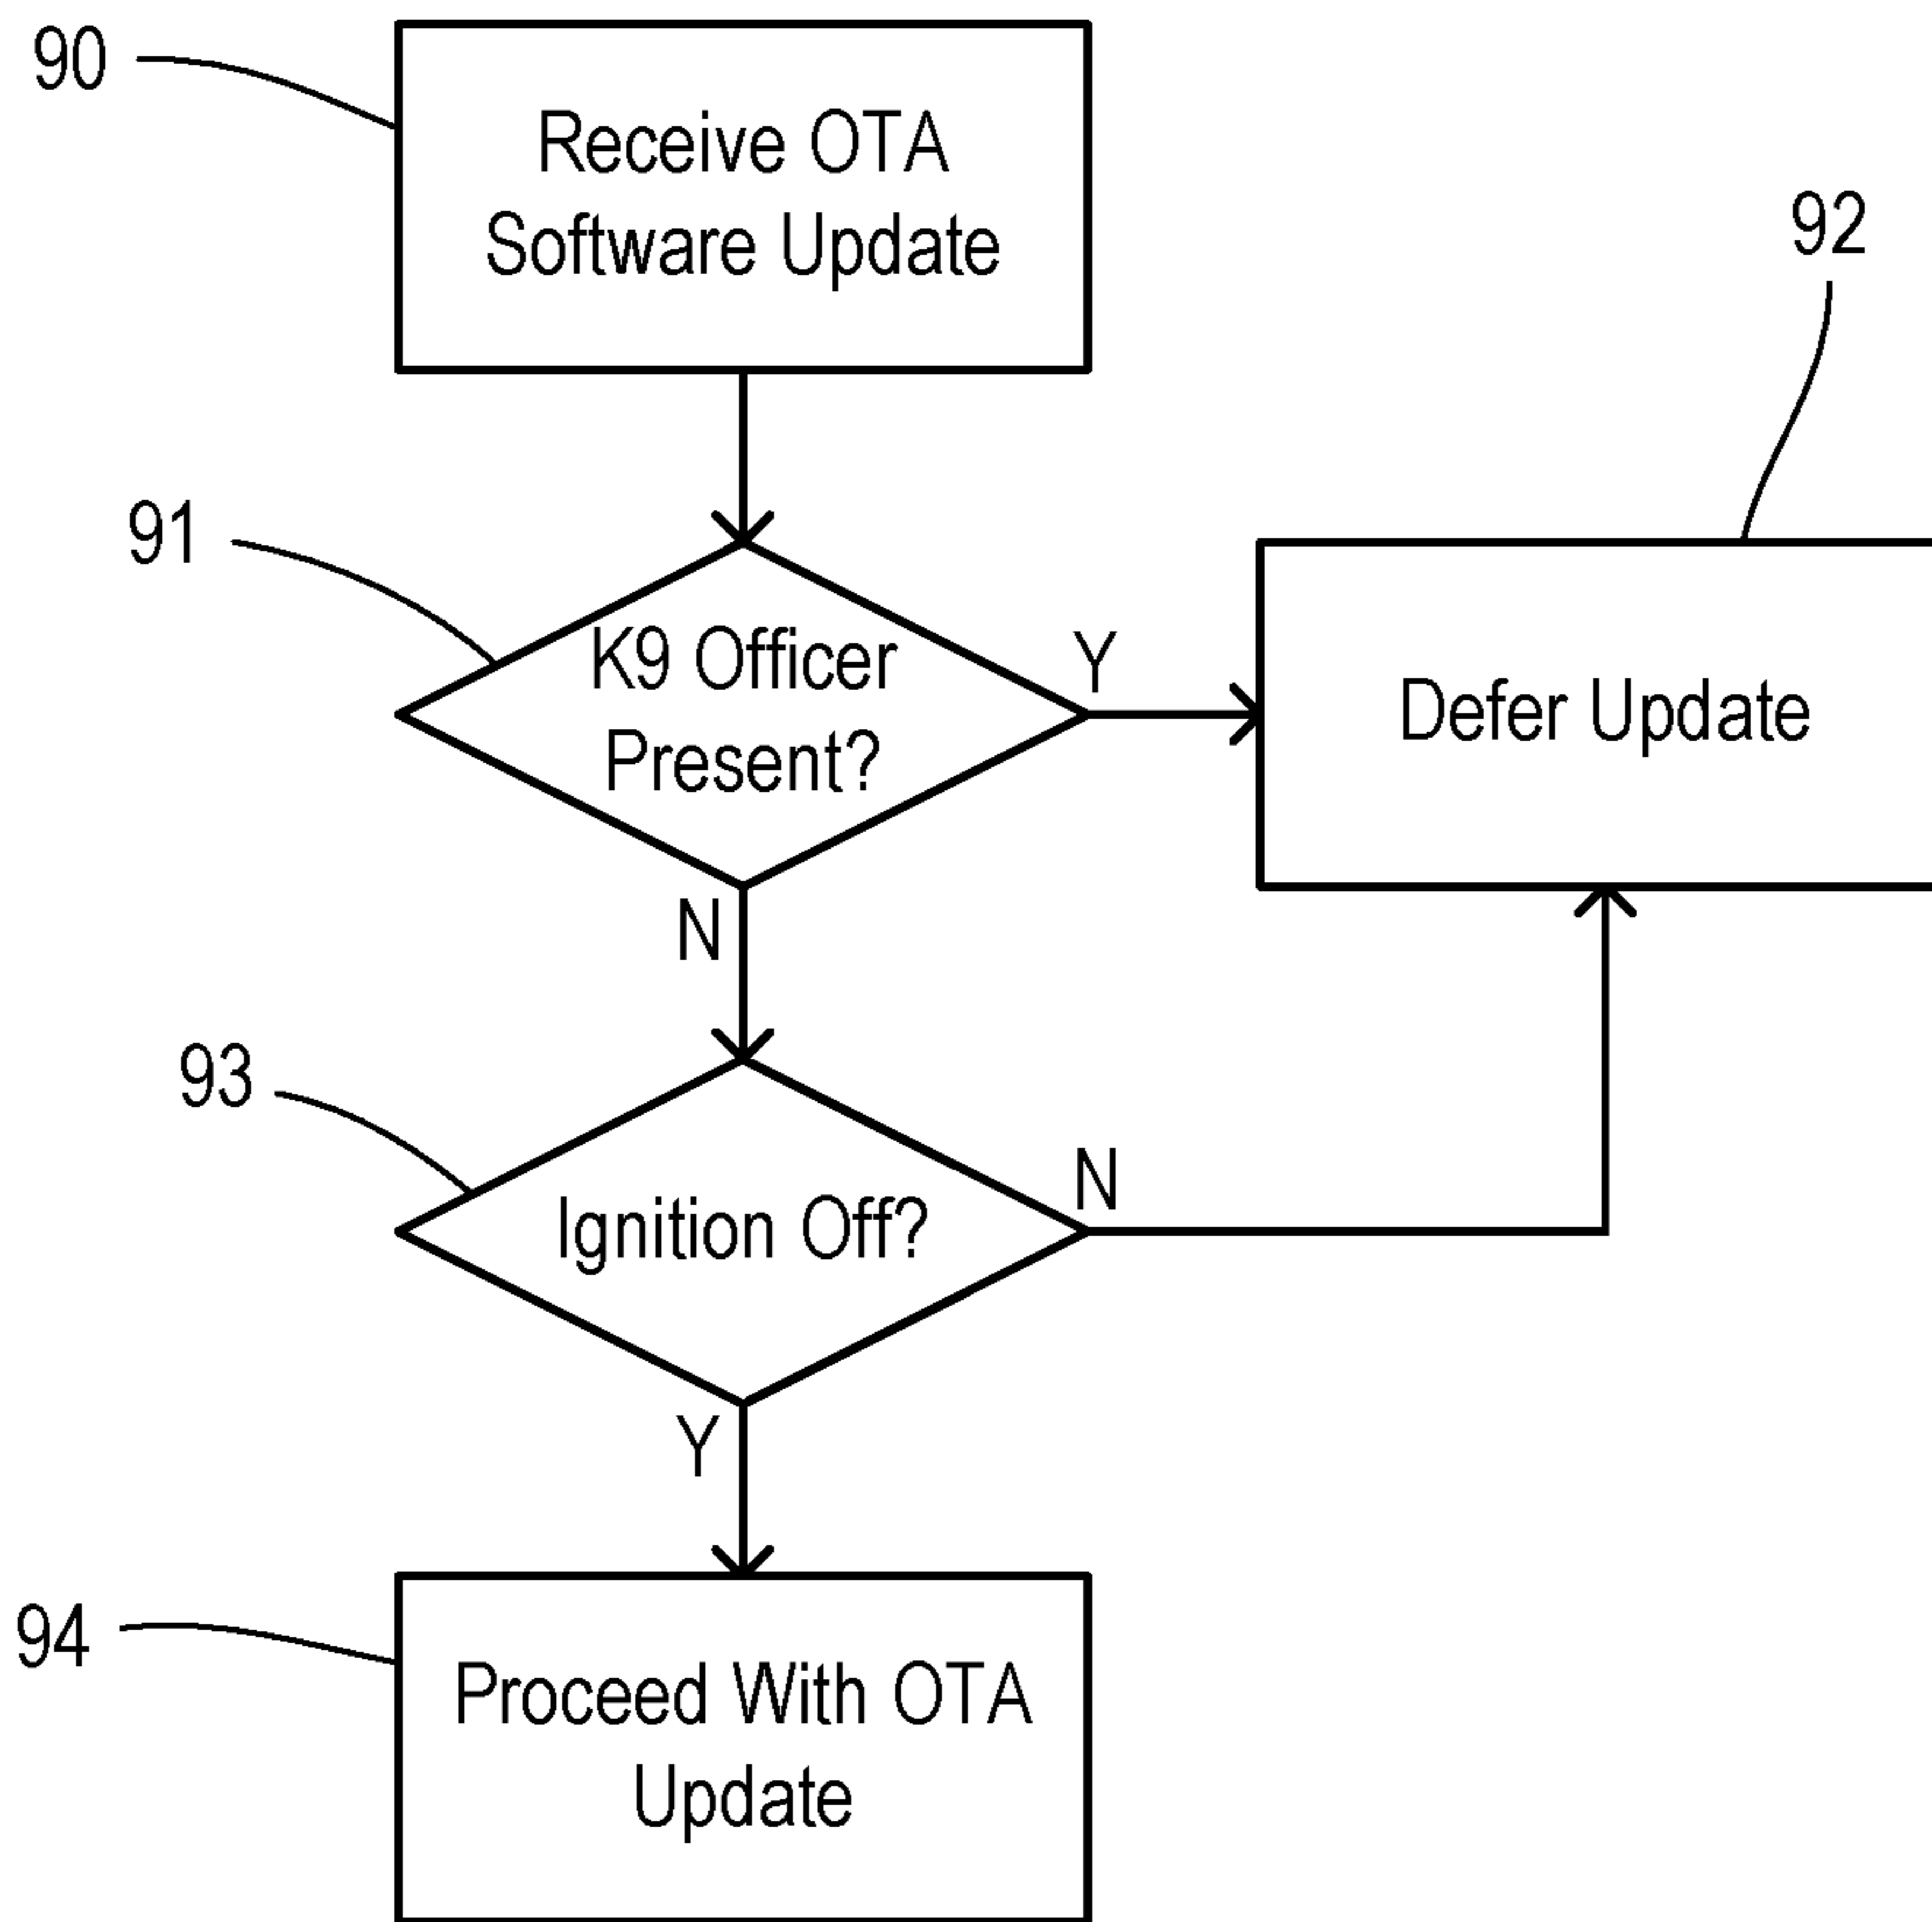 90
Receive OTA
Software Update
92
91
K9 Officer
Present?
Y
Defer Update
N
93
Ignition Off?
N
Y
94
Proceed With OTA
Update